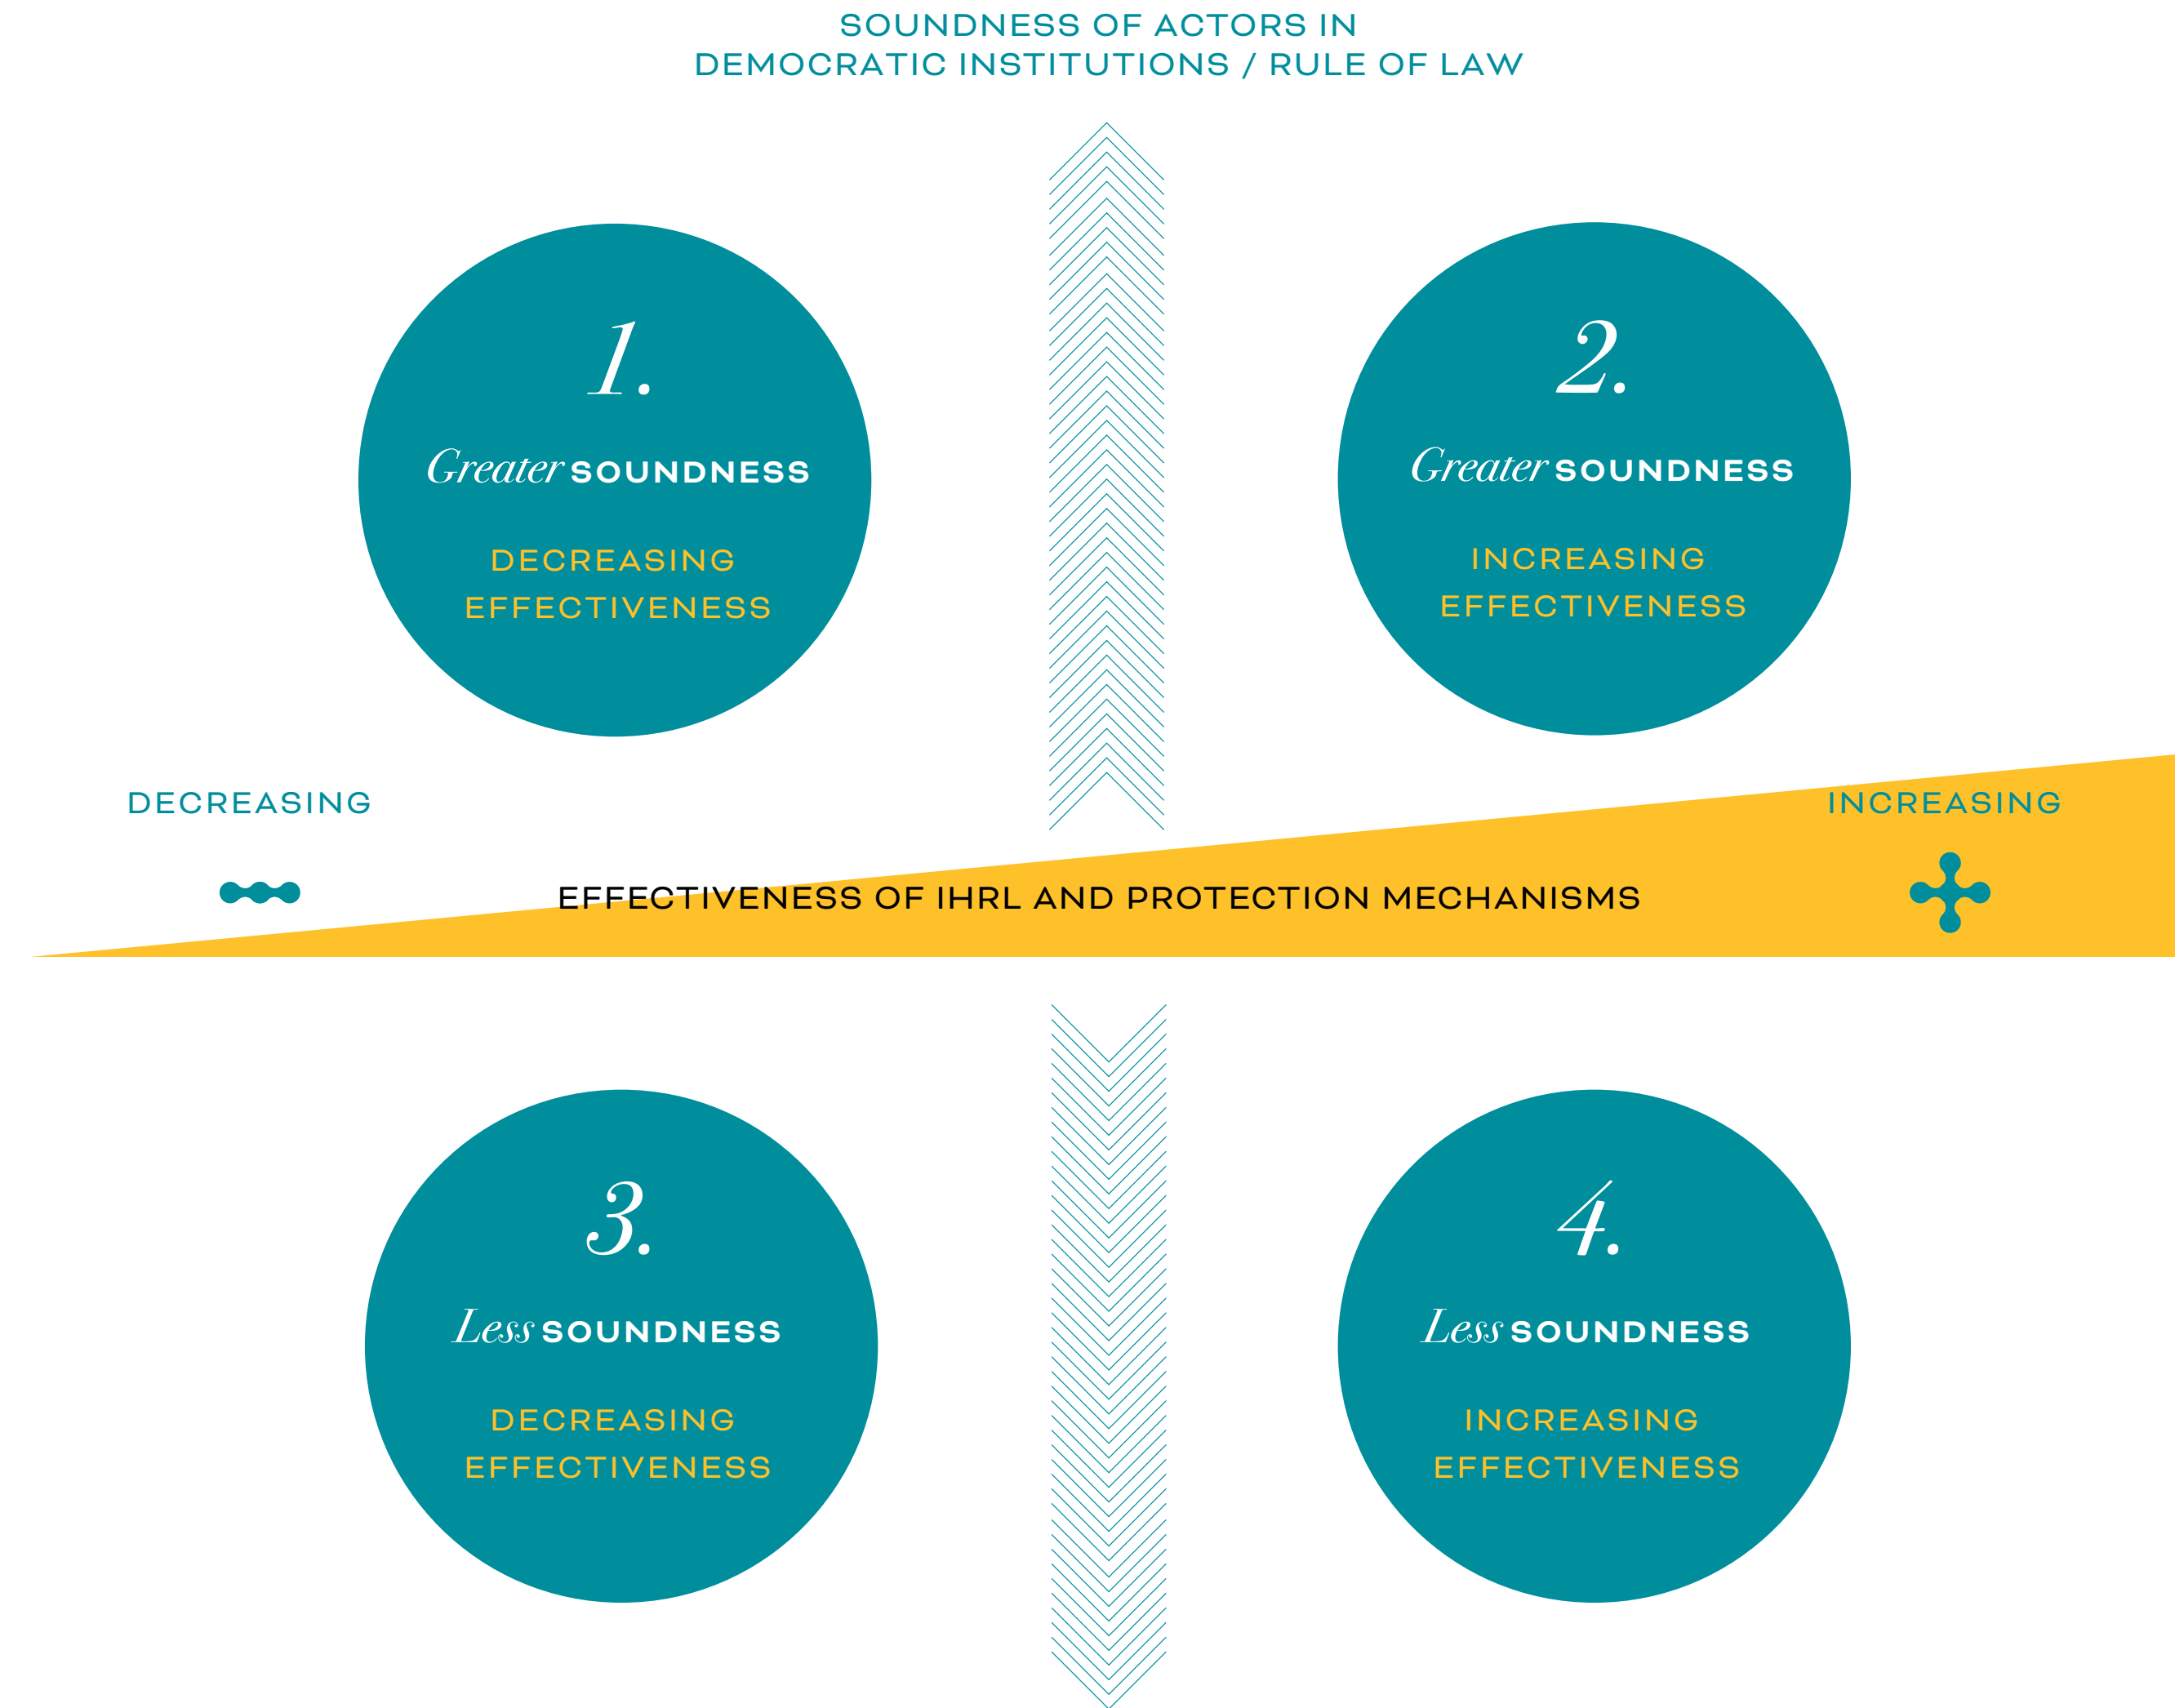 SOUNDNESS OF ACTORS IN
DEMOCRATIC INSTITUTIONS / RULE OF LAW
1.
Greater SOUNDNESS
DECREASING
EFFECTIVENESS
2.
Greater SOUNDNESS
INCREASING
EFFECTIVENESS
DECREASING
INCREASING
EFFECTIVENESS OF IHRL AND PROTECTION MECHANISMS
3.
Less SOUNDNESS
DECREASING
EFFECTIVENESS
4.
Less SOUNDNESS
INCREASING
EFFECTIVENESS